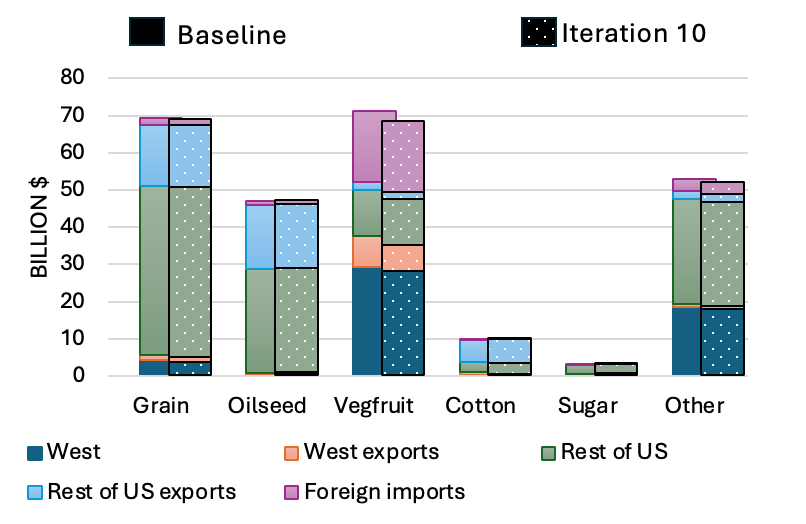 Baseline
Iteration 10
BILLION $
80
70
60
50
40
30
20
10
0
Grain Oilseed Vegfruit Cotton Sugar Other
West West exports Rest of US
Rest of US exports Foreign imports